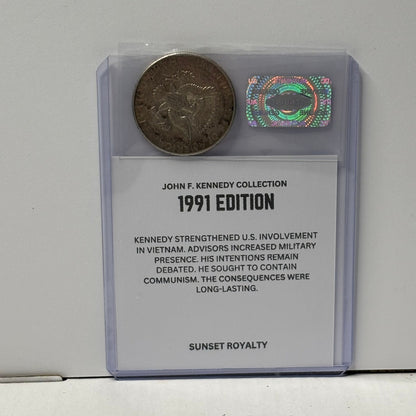 JOHN F. KENNEDY COLLECTION
1991 EDITION
KENNEDY STRENGTHENED U.S. INVOLVEMENT
IN VIETNAM. ADVISORS INCREASED MILITARY
PRESENCE. HIS INTENTIONS REMAIN
DEBATED. HE SOUGHT TO CONTAIN
COMMUNISM. THE CONSEQUENCES WERE
LONG-LASTING.
SUNSET ROYALTY